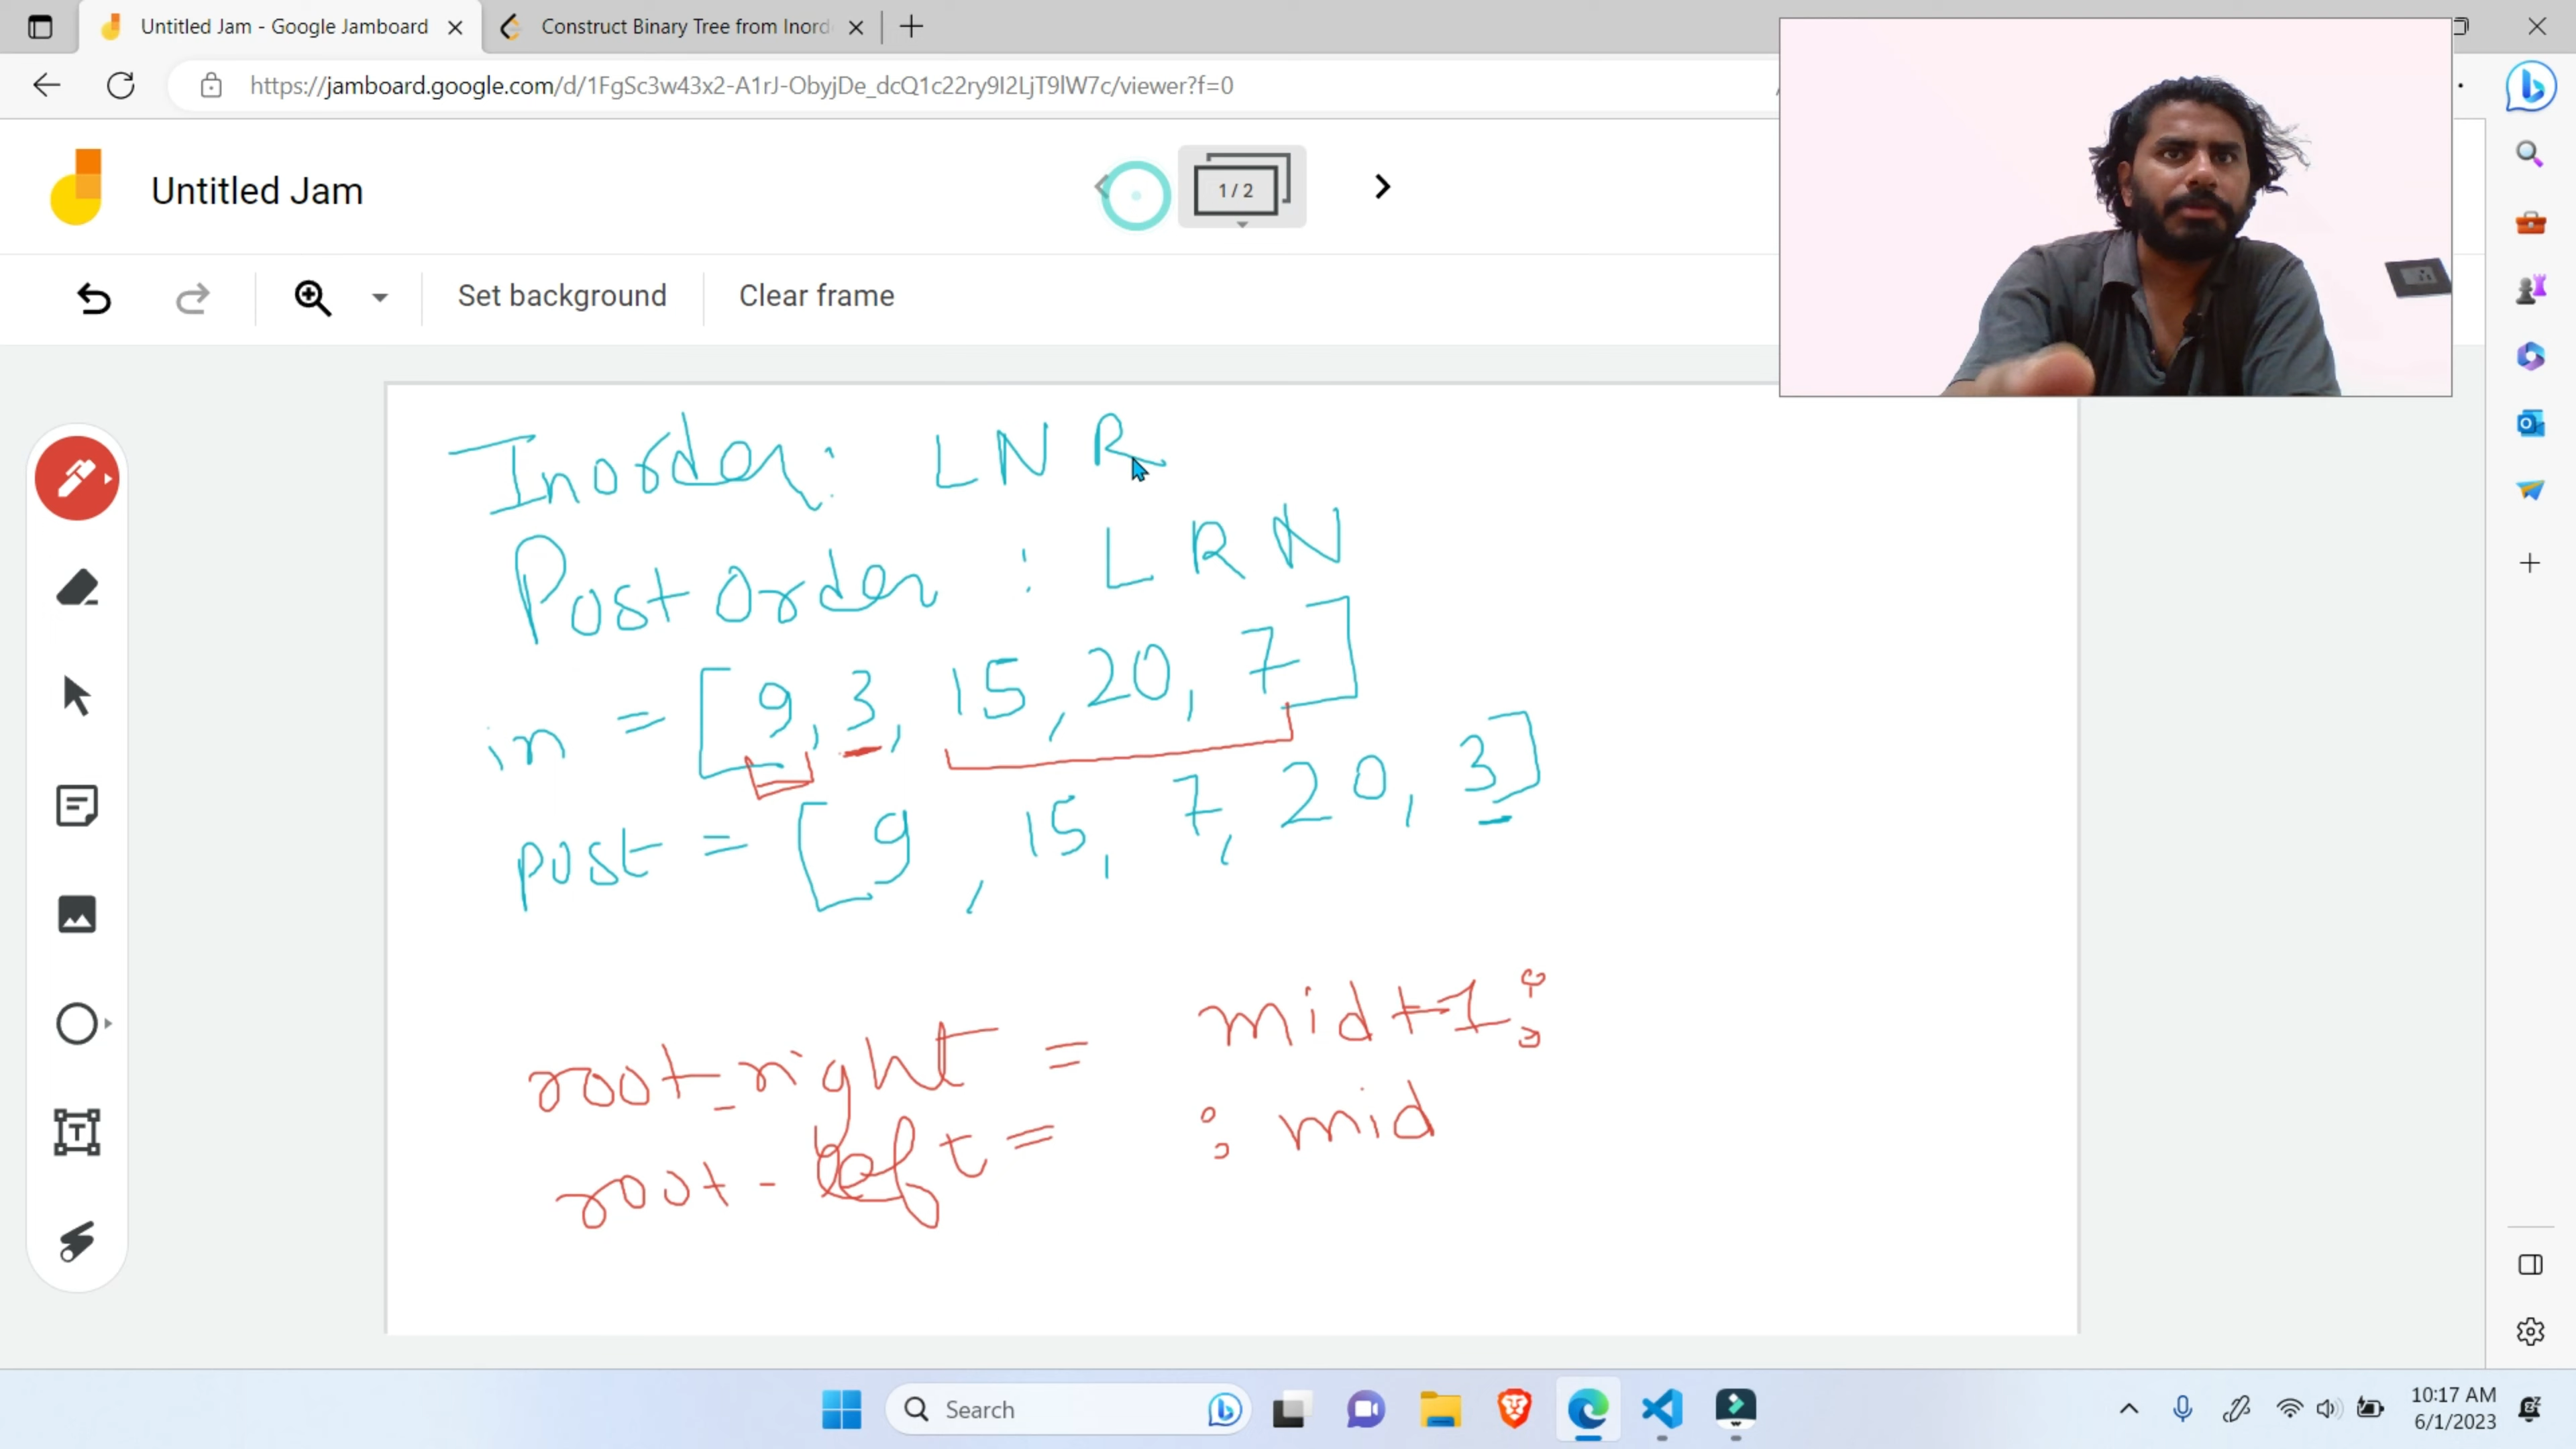 Untitled Jam - Google Jamboard
Construct Binary Tree from Inord
https://jamboard.google.com/d/1FgSc3w43x2-A1rJ-ObyjDe_dcQ1c22ry9I2LjT9lW7c/viewer?f=0
Untitled Jam
1 / 2
Set background
Clear frame
Inorder: LNR
PostOrder : LRN
in = [9, 3, 15, 20, 7]
post = [9, 15, 7, 20, 3]
root_right = mid+1:
root-left = : mid
Search
10:17 AM
6/1/2023